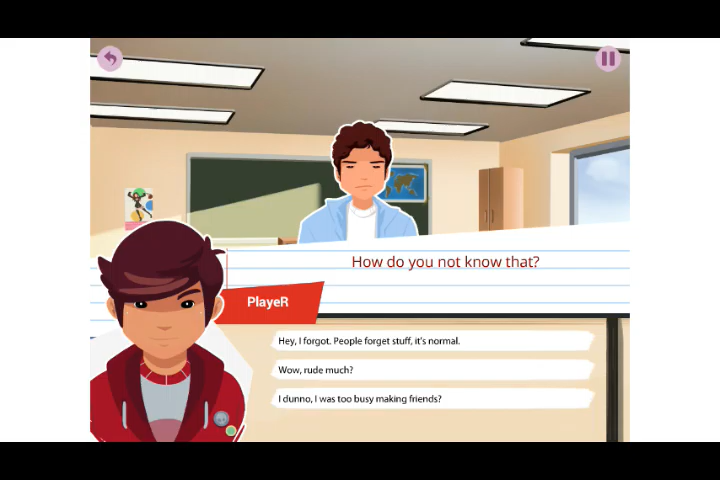 How do you not know that?
PlayeR
Hey, I forgot. People forget stuff, it's normal.
Wow, rude much?
I dunno, I was too busy making friends?